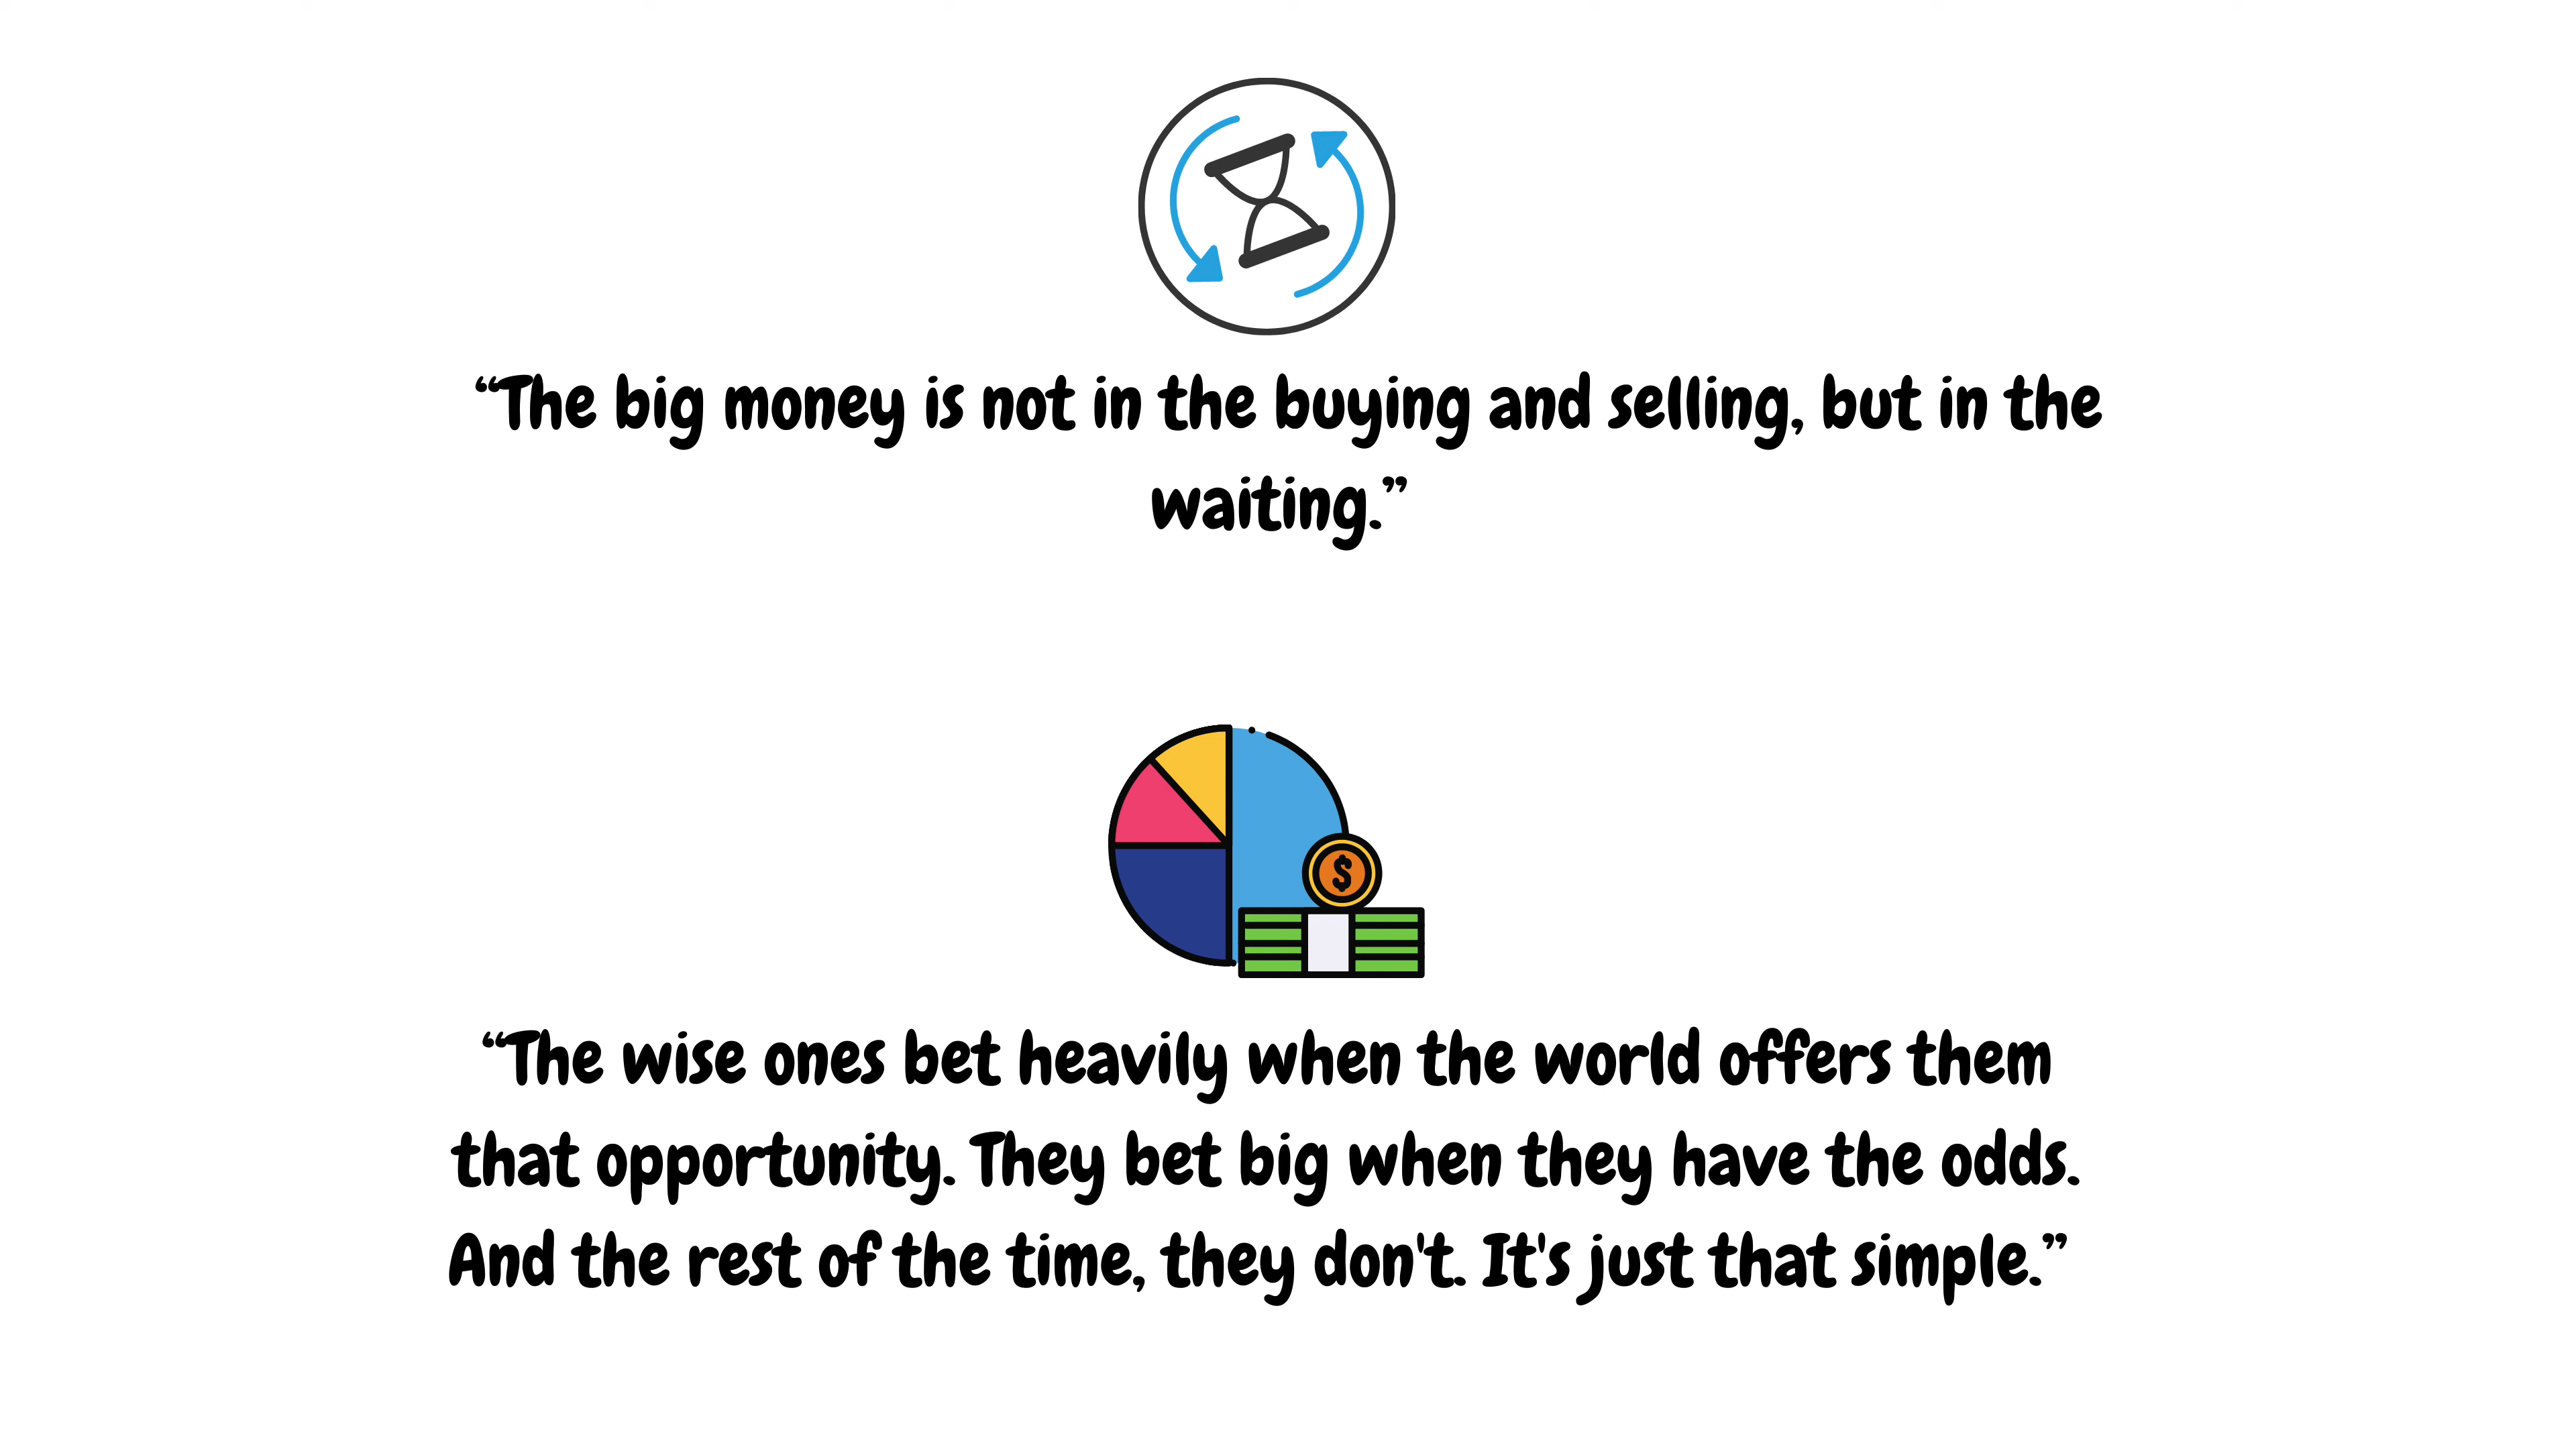 “The big money is not in the buying and selling, but in the
waiting.”
$
“The wise ones bet heavily when the world offers them
that opportunity. They bet big when they have the odds.
And the rest of the time, they don't. It's just that simple.”